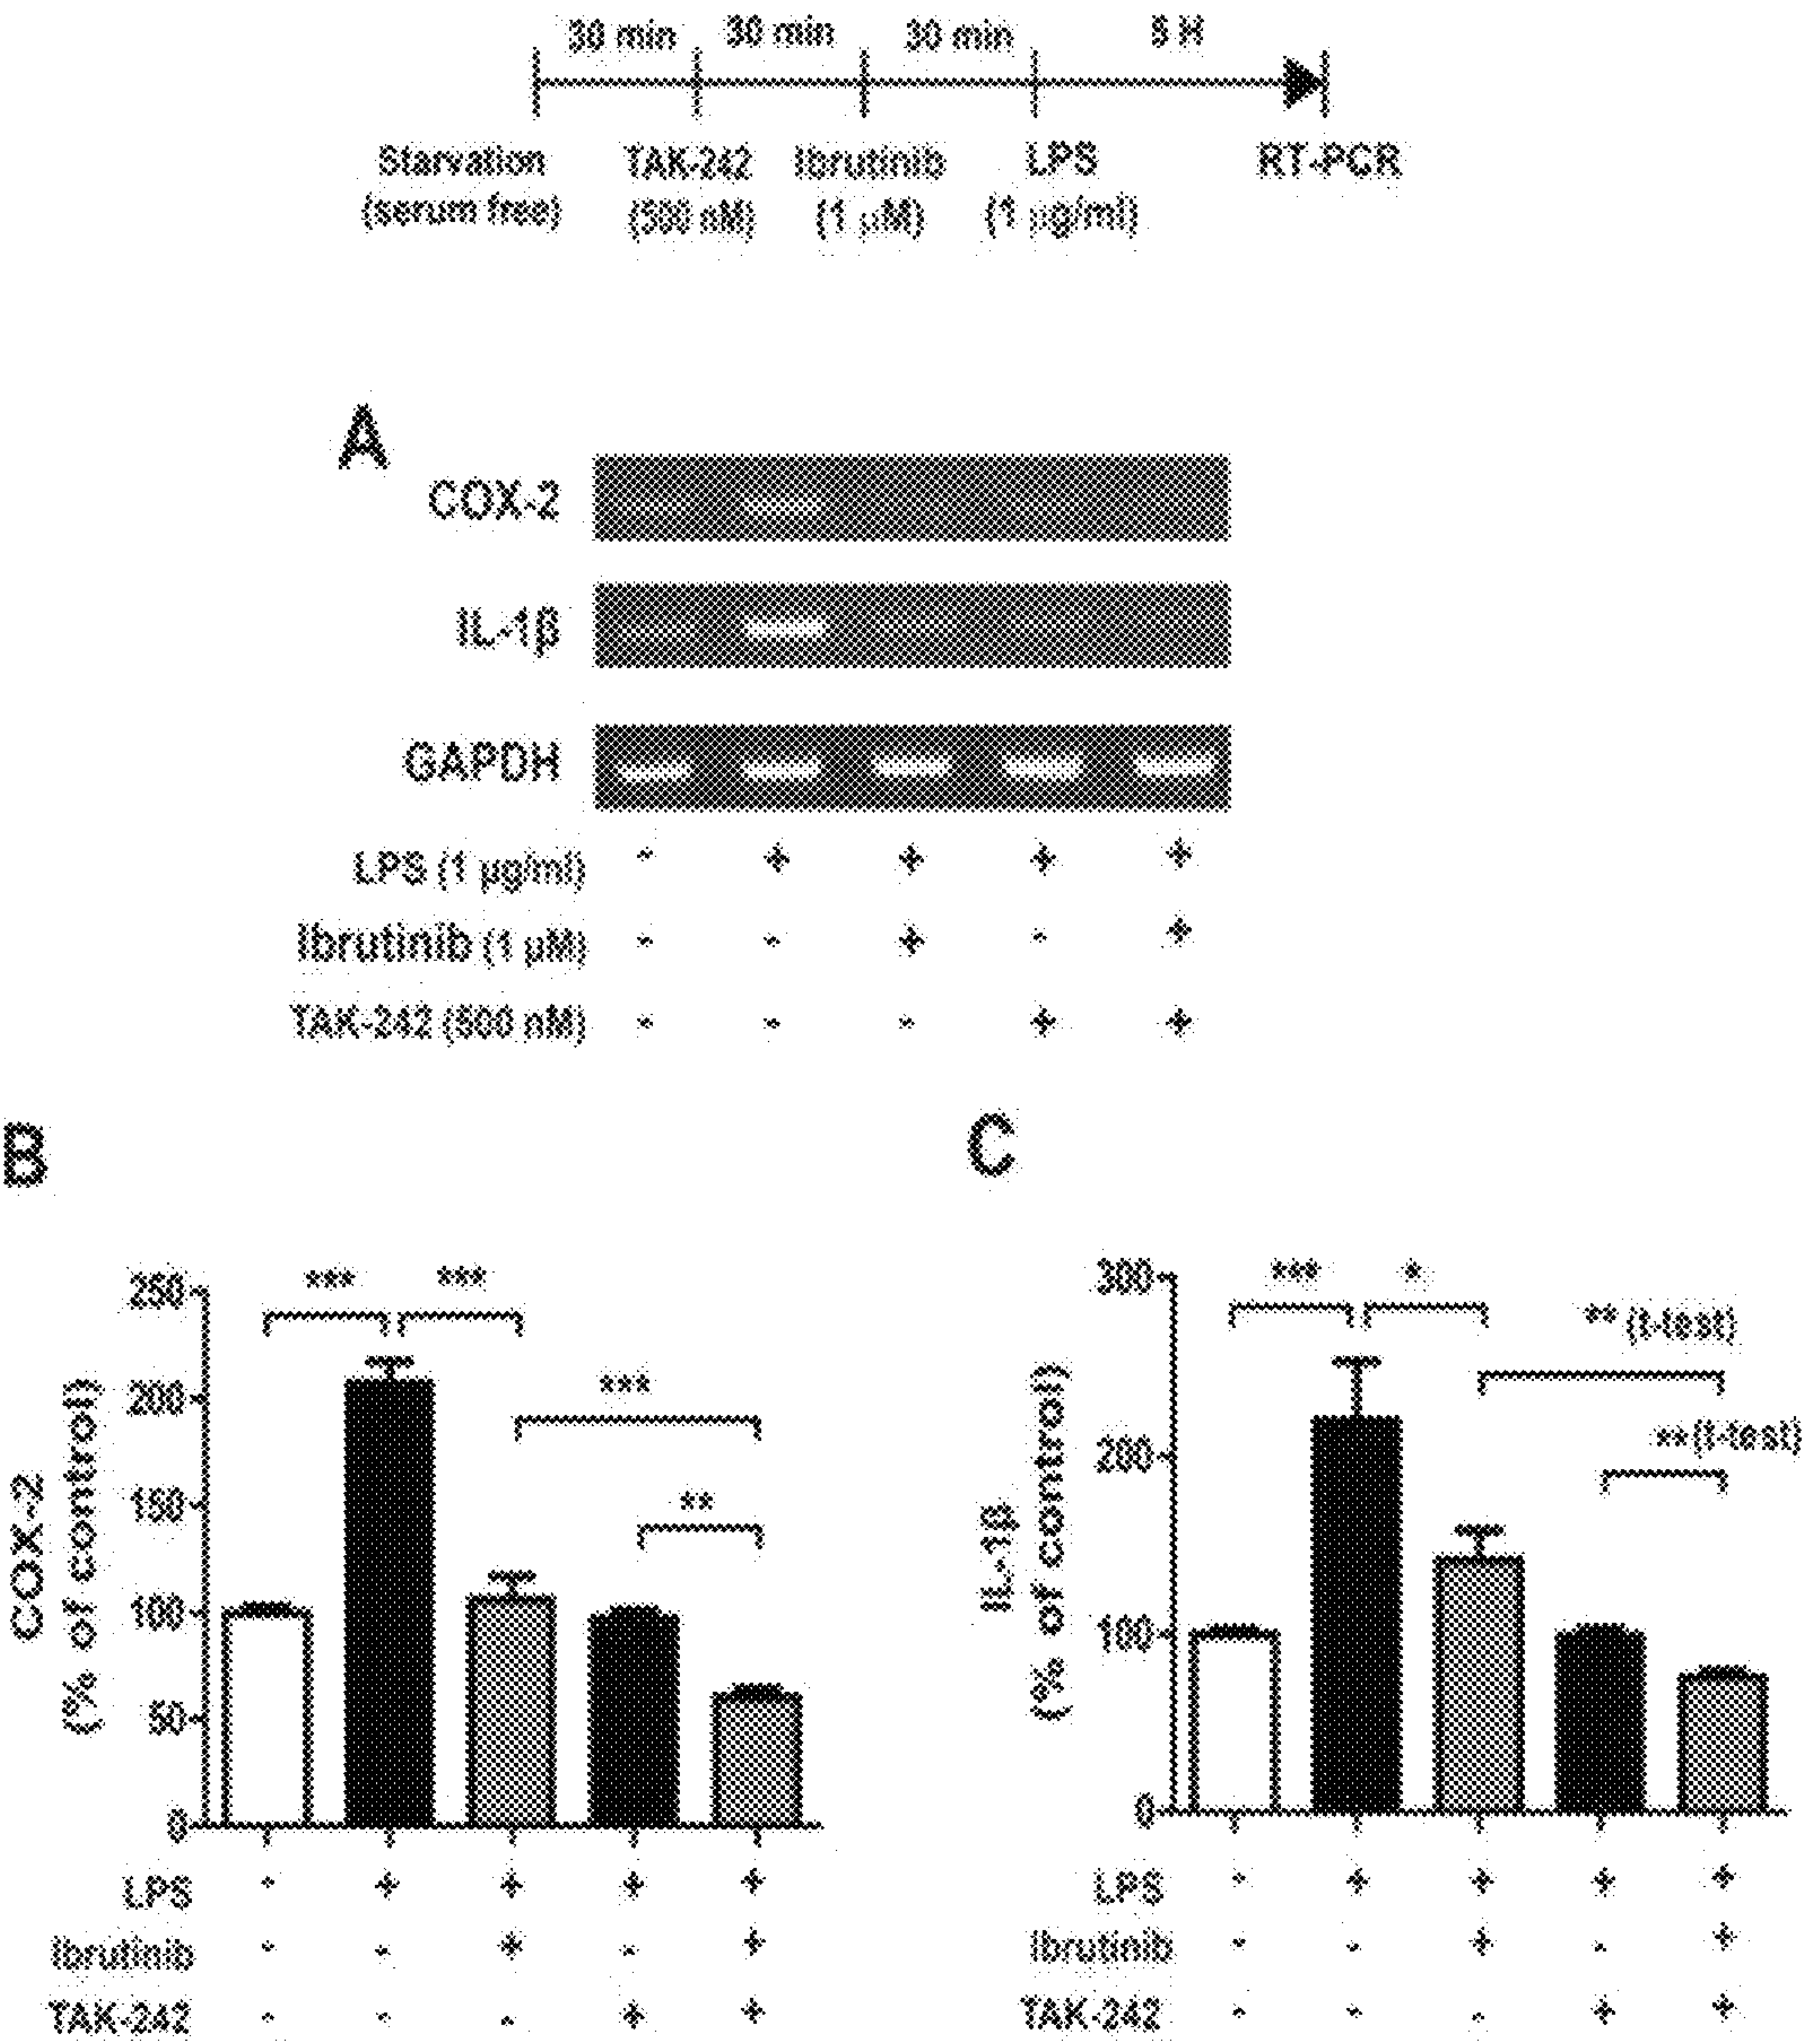 30 min 30 min 30 min 5 H
Starvation TAK-242 Ibrutinib LPS RT-PCR
(serum free) (500 nM) (1 μM) (1 μg/ml)
A
COX-2
IL-1β
GAPDH
LPS (1 μg/ml) - + + + +
Ibrutinib (1 μM) - - + - +
TAK-242 (500 nM) - - - + +
B
*** ***
***
**
250
200
150
100
50
0
COX-2
(% of control)
LPS - + + + +
Ibrutinib - - + - +
TAK-242 - - - + +
C
*** *
** (t-test)
** (t-test)
300
200
100
0
IL-1β
(% of control)
LPS - + + + +
Ibrutinib - - + - +
TAK-242 - - - + +